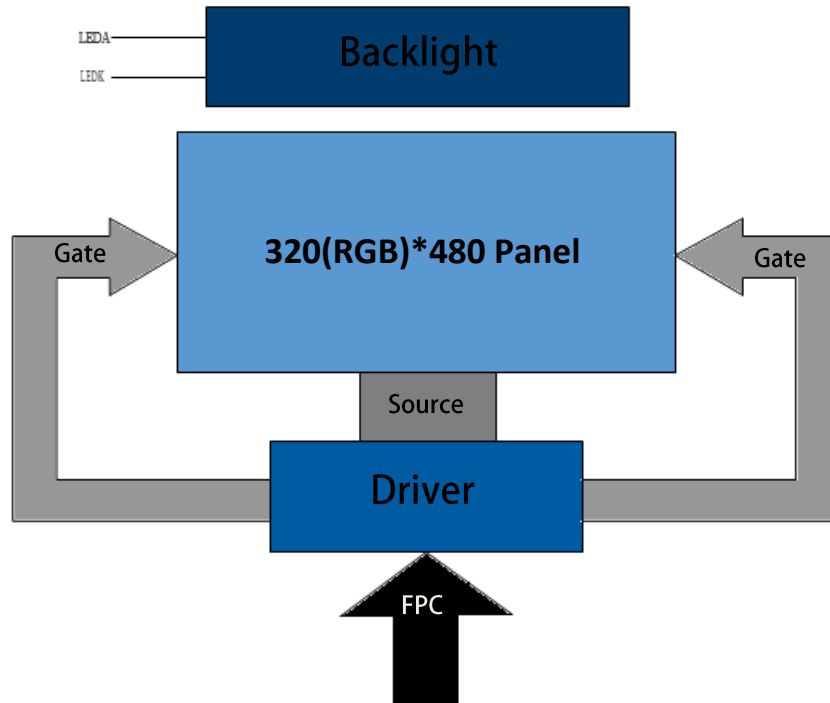 LEDA
Backlight
LEDK
Gate
320(RGB)*480 Panel
Gate
Source
Driver
FPC